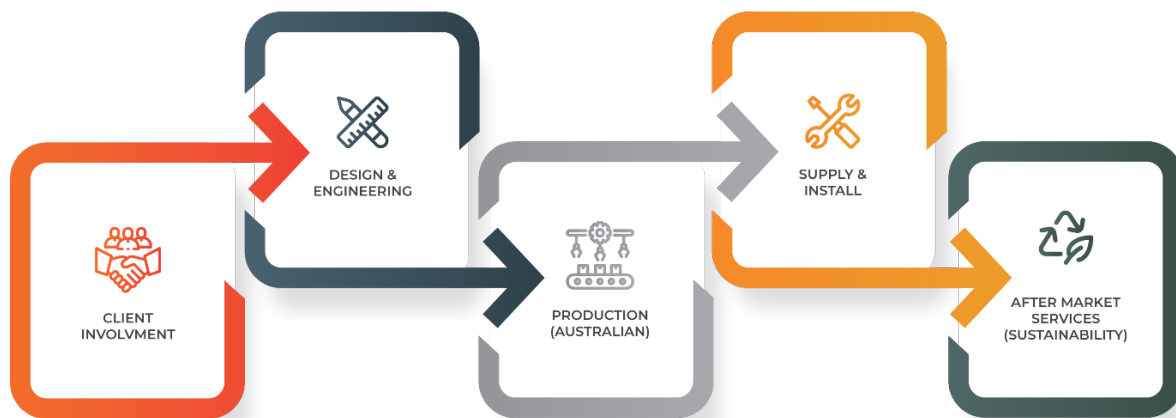 CLIENT
INVOLVMENT
DESIGN &
ENGINEERING
PRODUCTION
(AUSTRALIAN)
SUPPLY &
INSTALL
AFTER MARKET
SERVICES
(SUSTAINABILITY)